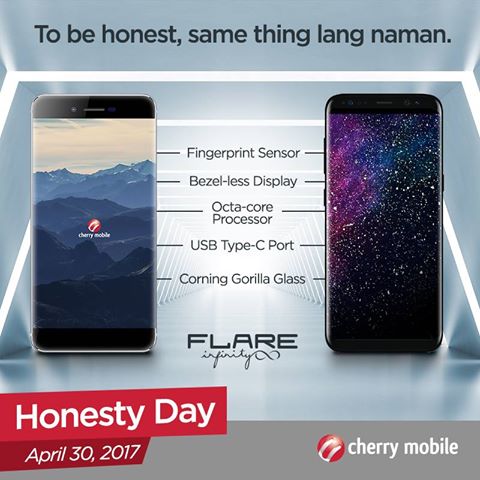 To be honest, same thing lang naman.
Fingerprint Sensor
Bezel-less Display
Octa-core
Processor
USB Type-C Port
Corning Gorilla Glass
cherry mobile
FLARE
infinity
Honesty Day
April 30, 2017
cherry mobile